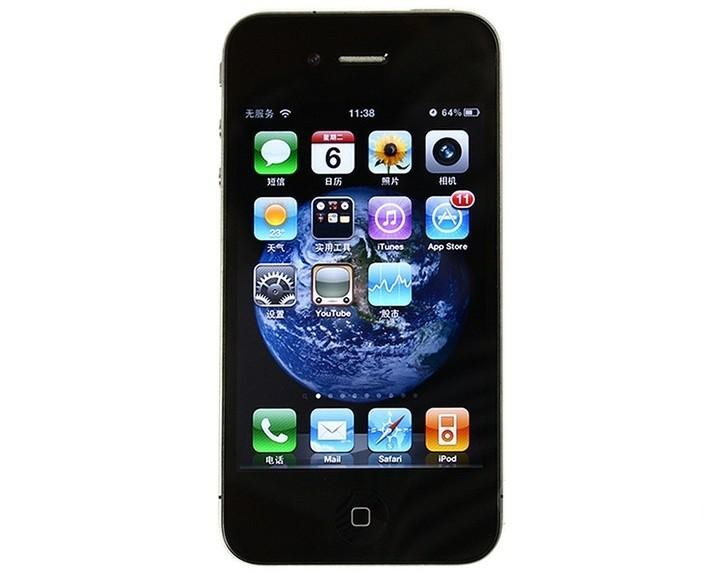 无服务 11:38 64%
星期二
6
短信 日历 照片 相机
11
23°
天气 实用工具 iTunes App Store
设置 YouTube 股市
电话 Mail Safari iPod